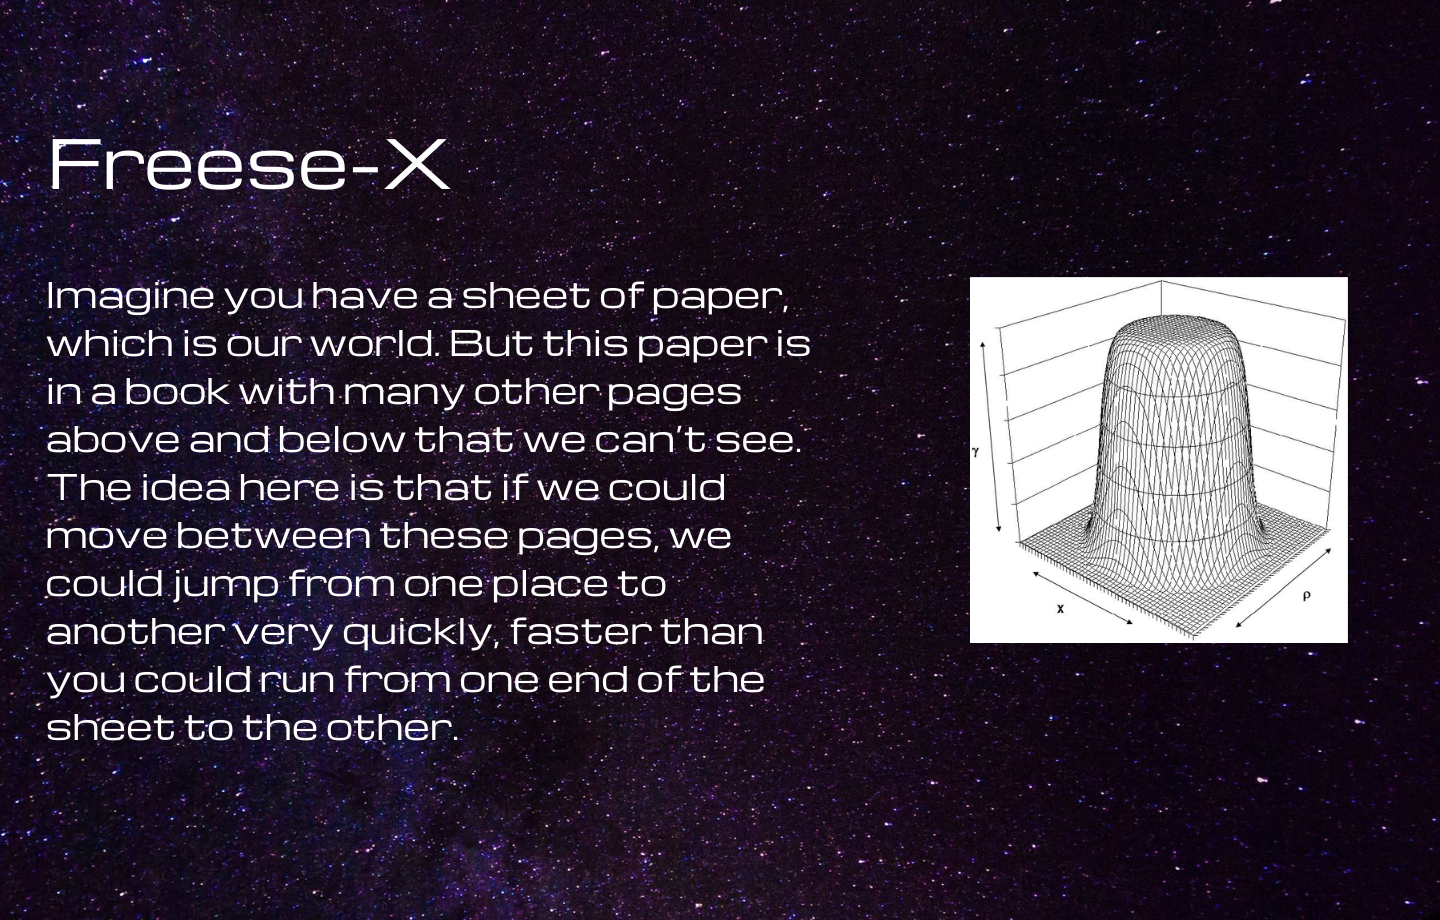 Freese-X
Imagine you have a sheet of paper,
which is our world. But this paper is
in a book with many other pages
above and below that we can't see.
The idea here is that if we could
move between these pages, we
could jump from one place to
another very quickly, faster than
you could run from one end of the
sheet to the other.
γ
x
ρ